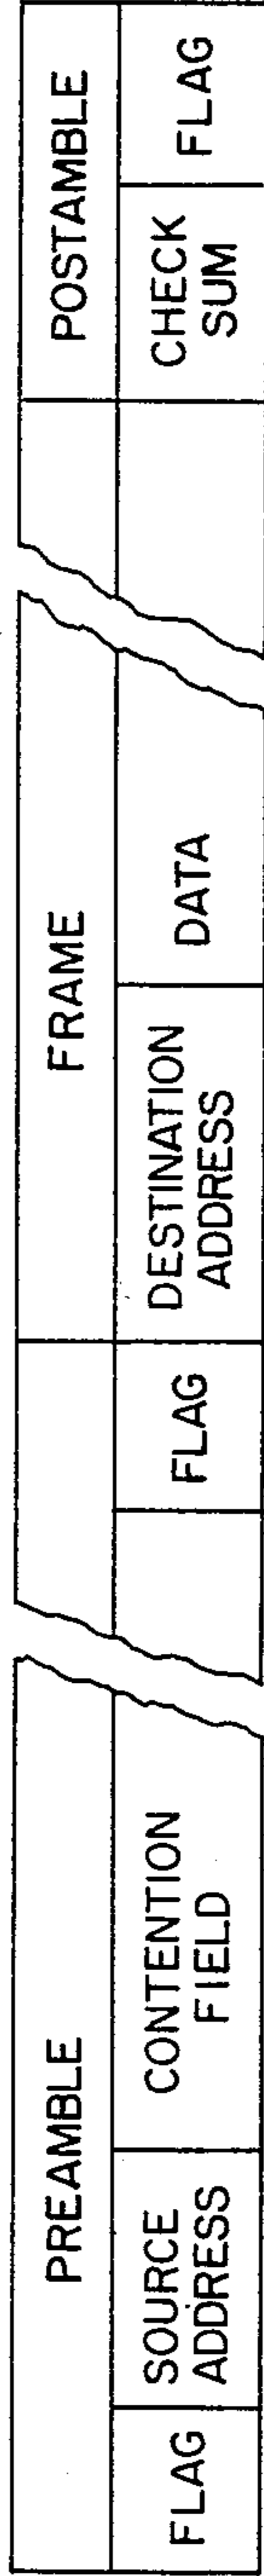 PREAMBLE
FRAME
POSTAMBLE
FLAG
SOURCE
ADDRESS
CONTENTION
FIELD
FLAG
DESTINATION
ADDRESS
DATA
CHECK
SUM
FLAG